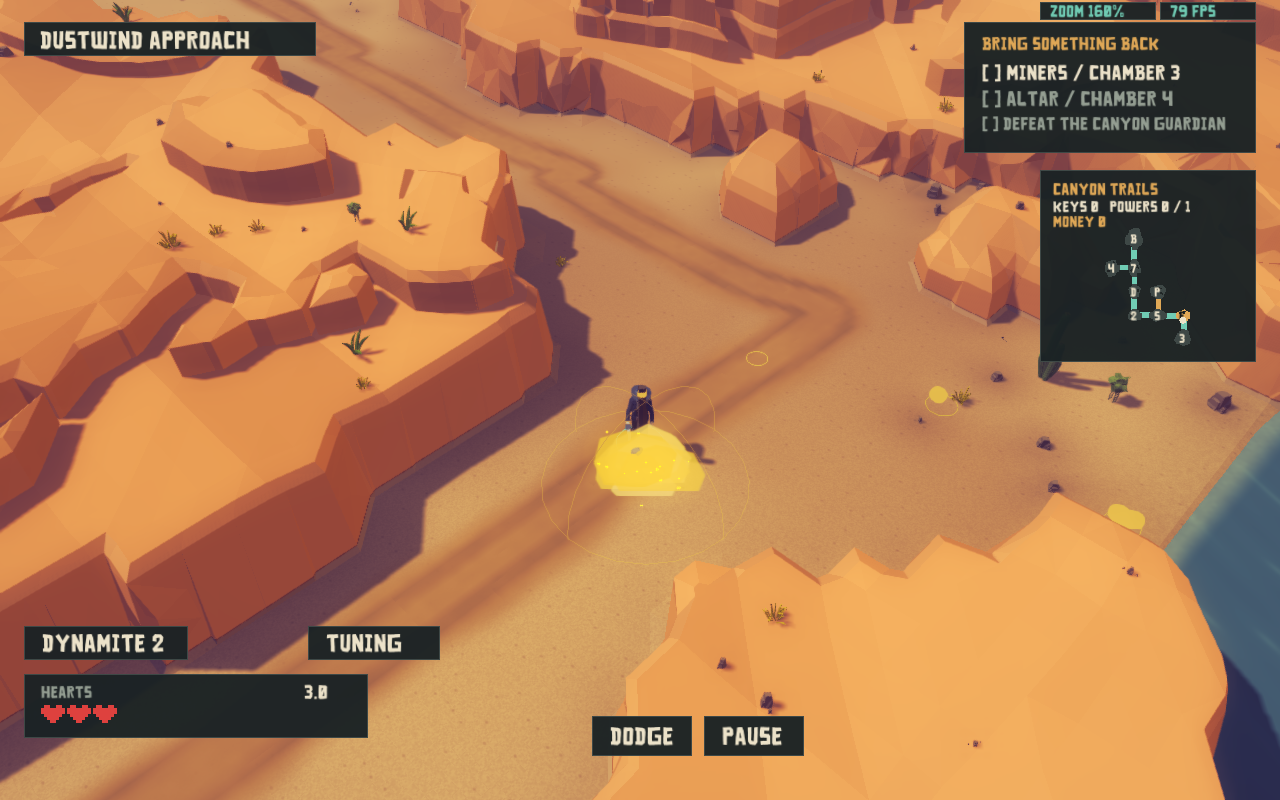 DUSTWIND APPROACH
ZOOM 160%
79 FPS
BRING SOMETHING BACK
[ ] MINERS / CHAMBER 3
[ ] ALTAR / CHAMBER 4
[ ] DEFEAT THE CANYON GUARDIAN
CANYON TRAILS
KEYS 0 POWERS 0 / 1
MONEY 0
B
4 7
D P
2 5
3
DYNAMITE 2
TUNING
HEARTS 3.0
DODGE
PAUSE